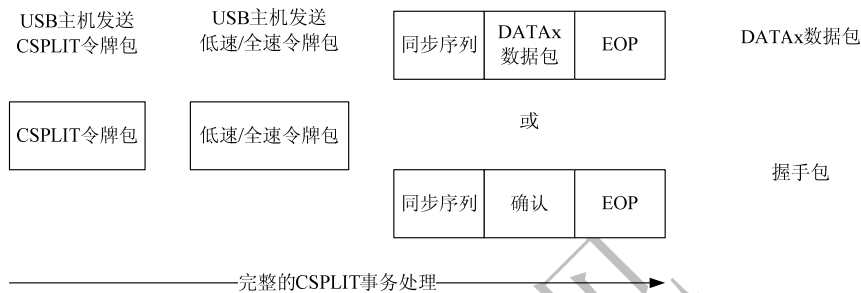 USB主机发送
CSPLIT令牌包
USB主机发送
低速/全速令牌包
同步序列
DATAx
数据包
EOP
DATAx数据包
CSPLIT令牌包
低速/全速令牌包
或
同步序列
确认
EOP
握手包
完整的CSPLIT事务处理